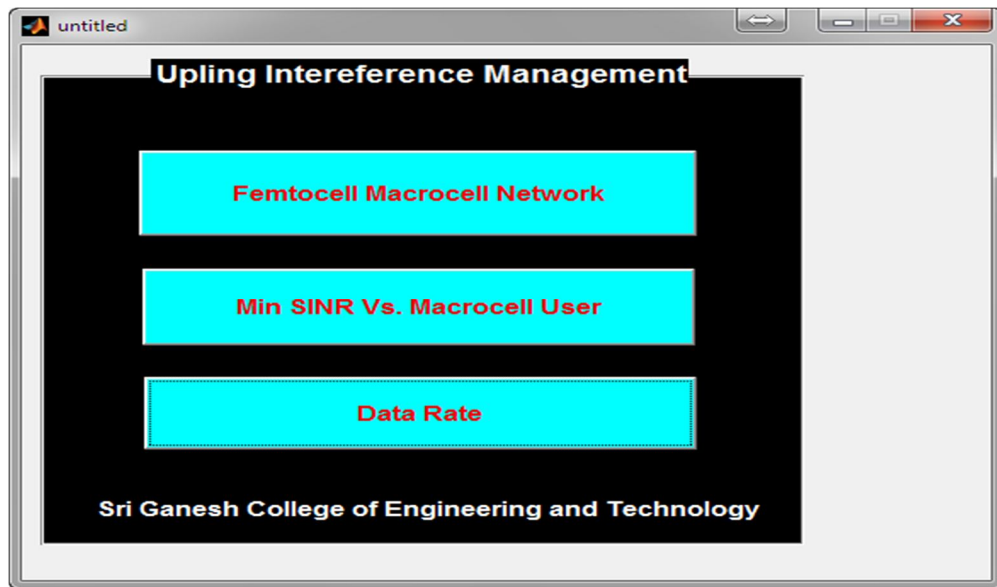 untitled
Upling Intereference Management
Femtocell Macrocell Network
Min SINR Vs. Macrocell User
Data Rate
Sri Ganesh College of Engineering and Technology